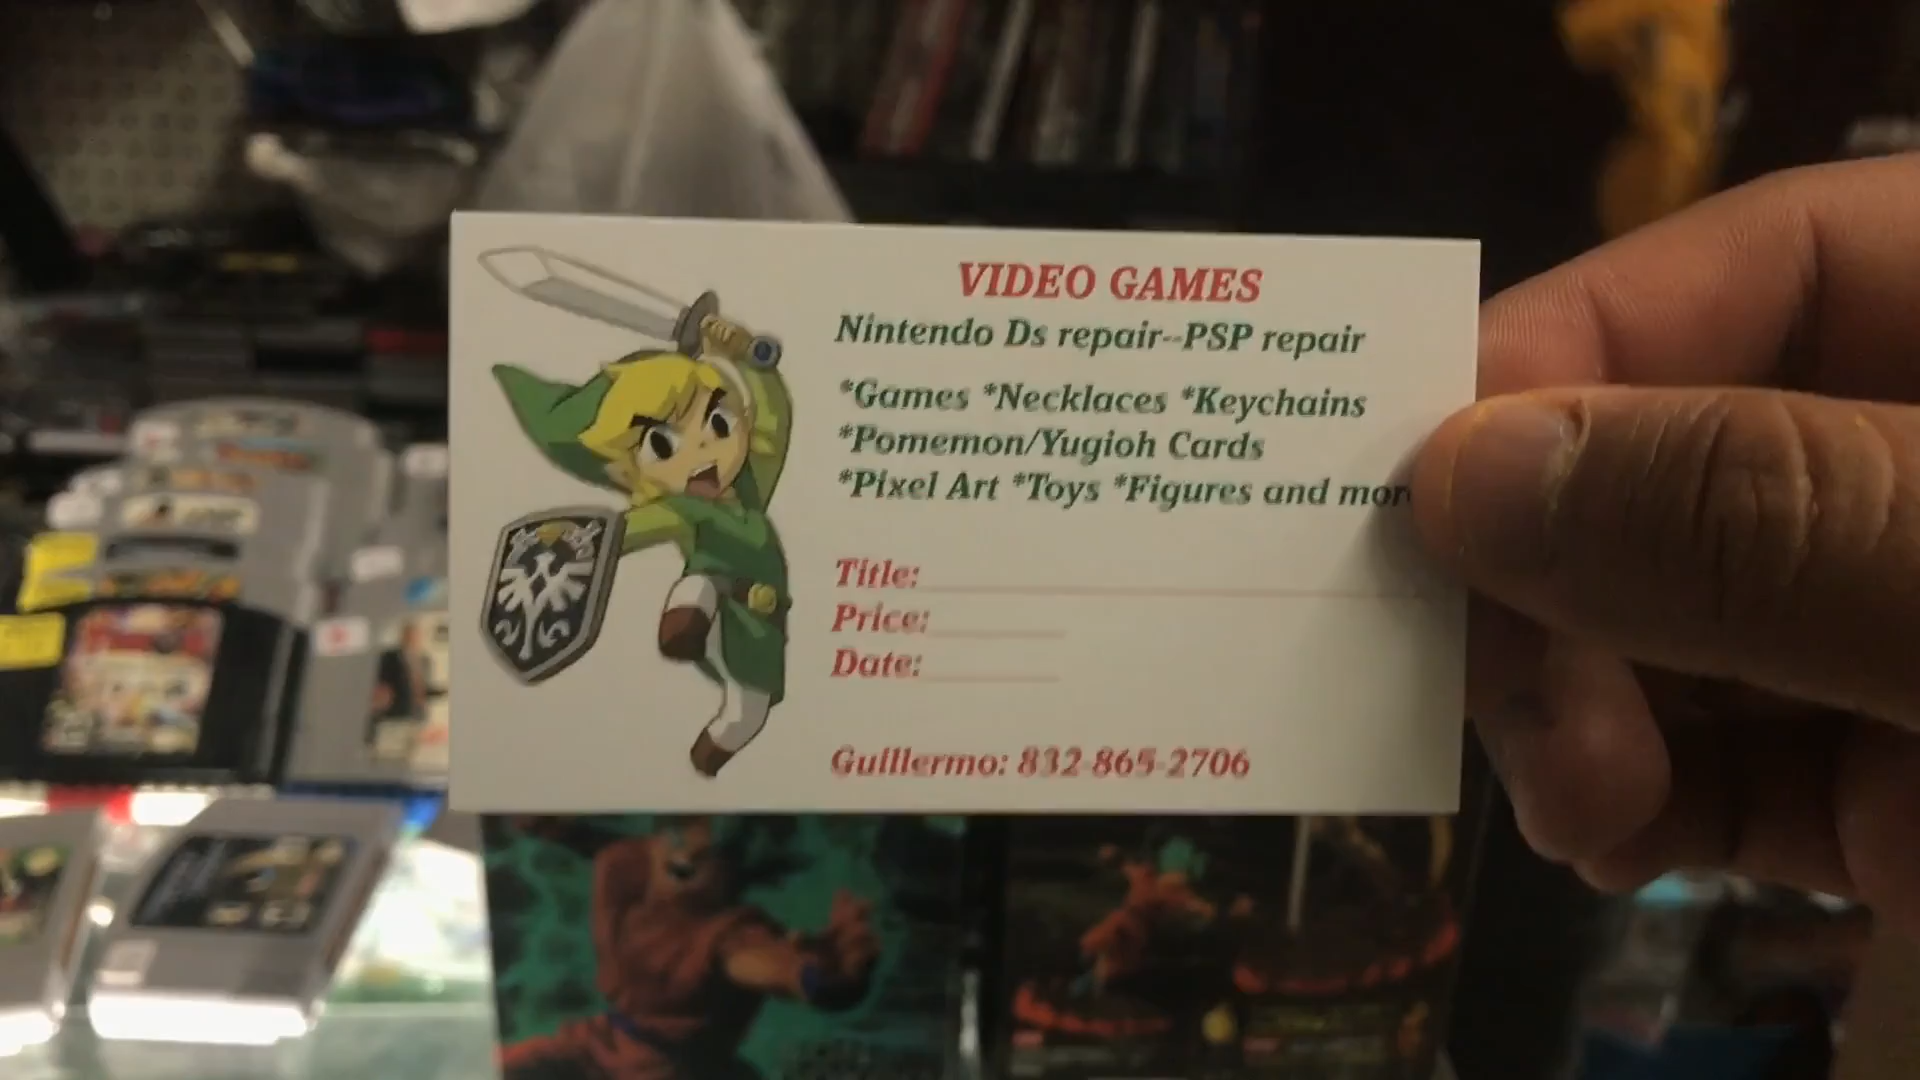 VIDEO GAMES
Nintendo Ds repair--PSP repair
*Games *Necklaces *Keychains
*Pomemon/Yugioh Cards
*Pixel Art *Toys *Figures and mor
Title:
Price:
Date:
Guillermo: 832-865-2706